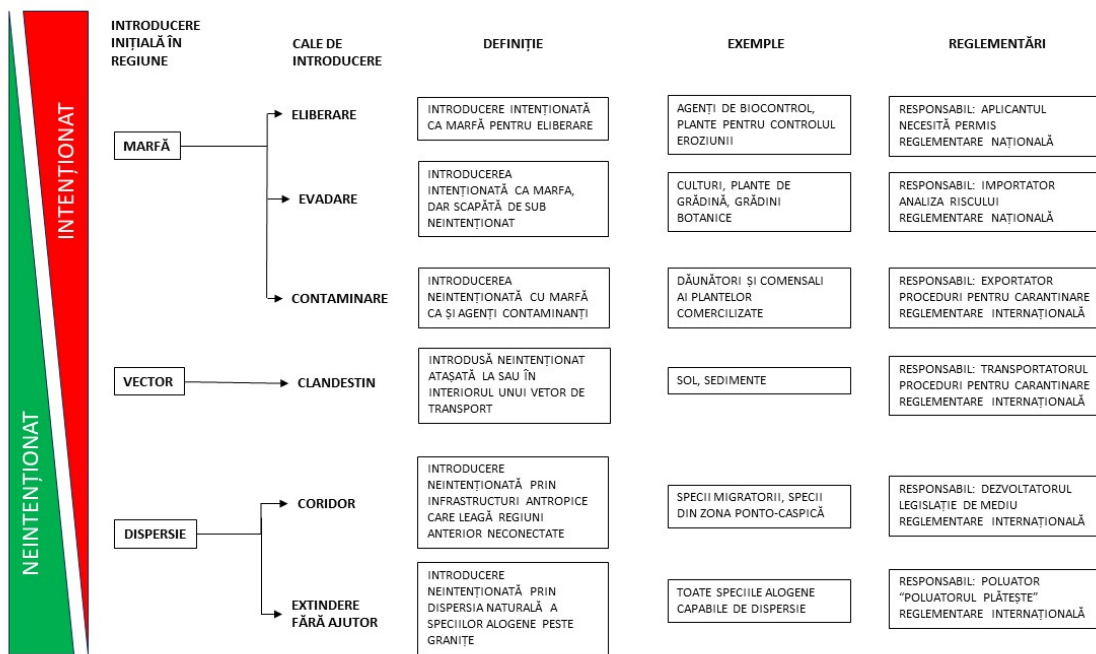 INTRODUCERE
INIȚIALĂ ÎN
REGIUNE
CALE DE
INTRODUCERE
DEFINIȚIE
EXEMPLE
REGLEMENTĂRI
INTENȚIONAT
NEINTENȚIONAT
MARFĂ
ELIBERARE
INTRODUCERE INTENȚIONATĂ
CA MARFĂ PENTRU ELIBERARE
AGENȚI DE BIOCONTROL,
PLANTE PENTRU CONTROLUL
EROZIUNII
RESPONSABIL: APLICANTUL
NECESITĂ PERMIS
REGLEMENTARE NAȚIONALĂ
EVADARE
INTRODUCEREA
INTENȚIONATĂ CA MARFA,
DAR SCAPĂTĂ DE SUB
NEINTENȚIONAT
CULTURI, PLANTE DE
GRĂDINĂ, GRĂDINI
BOTANICE
RESPONSABIL: IMPORTATOR
ANALIZA RISCULUI
REGLEMENTARE NAȚIONALĂ
CONTAMINARE
INTRODUCEREA
NEINTENȚIONATĂ CU MARFĂ
CA ȘI AGENȚI CONTAMINANȚI
DĂUNĂTORI ȘI COMENSALI
AI PLANTELOR
COMERCILIZATE
RESPONSABIL: EXPORTATOR
PROCEDURI PENTRU CARANTINARE
REGLEMENTARE INTERNAȚIONALĂ
VECTOR
CLANDESTIN
INTRODUSĂ NEINTENȚIONAT
ATAȘATĂ LA SAU ÎN
INTERIORUL UNUI VETOR DE
TRANSPORT
SOL, SEDIMENTE
RESPONSABIL: TRANSPORTATORUL
PROCEDURI PENTRU CARANTINARE
REGLEMENTARE INTERNAȚIONALĂ
DISPERSIE
CORIDOR
INTRODUCERE
NEINTENȚIONATĂ PRIN
INFRASTRUCTURI ANTROPICE
CARE LEAGĂ REGIUNI
ANTERIOR NECONECTATE
SPECII MIGRATORII, SPECII
DIN ZONA PONTO-CASPICĂ
RESPONSABIL: DEZVOLTATORUL
LEGISLAȚIE DE MEDIU
REGLEMENTARE INTERNAȚIONALĂ
EXTINDERE
FĂRĂ AJUTOR
INTRODUCERE
NEINTENȚIONATĂ PRIN
DISPERSIA NATURALĂ A
SPECIILOR ALOGENE PESTE
GRANIȚE
TOATE SPECIILE ALOGENE
CAPABILE DE DISPERSIE
RESPONSABIL: POLUATOR
“POLUATORUL PLĂTEȘTE”
REGLEMENTARE INTERNAȚIONALĂ